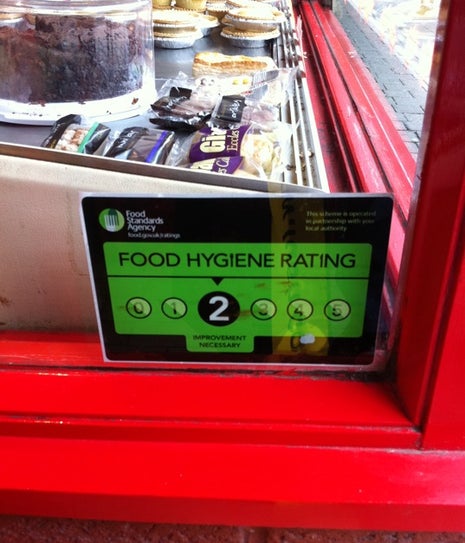 Eccles
Food
Standards
Agency
food.gov.uk/ratings
This scheme is operated
in partnership with your
local authority
FOOD HYGIENE RATING
0 1 2 3 4 5
IMPROVEMENT
NECESSARY